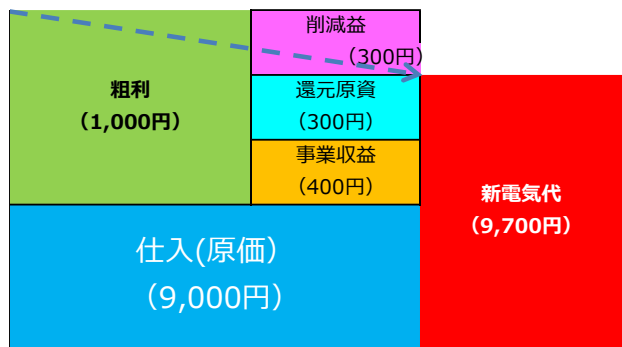 削減益
（300円）
粗利
（1,000円）
還元原資
（300円）
事業収益
（400円）
新電気代
（9,700円）
仕入(原価）
（9,000円）